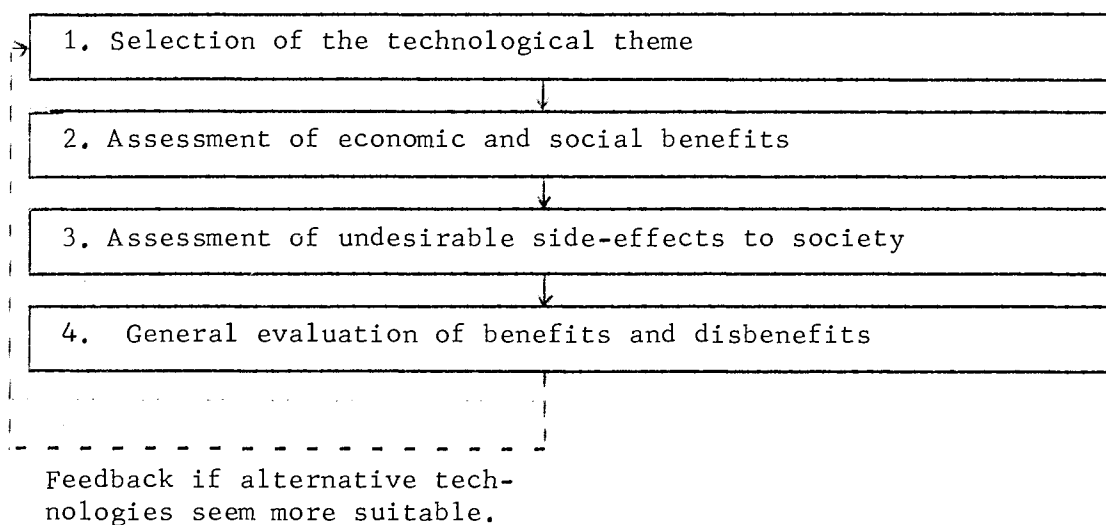 1. Selection of the technological theme
2. Assessment of economic and social benefits
3. Assessment of undesirable side-effects to society
4. General evaluation of benefits and disbenefits
Feedback if alternative tech-
nologies seem more suitable.